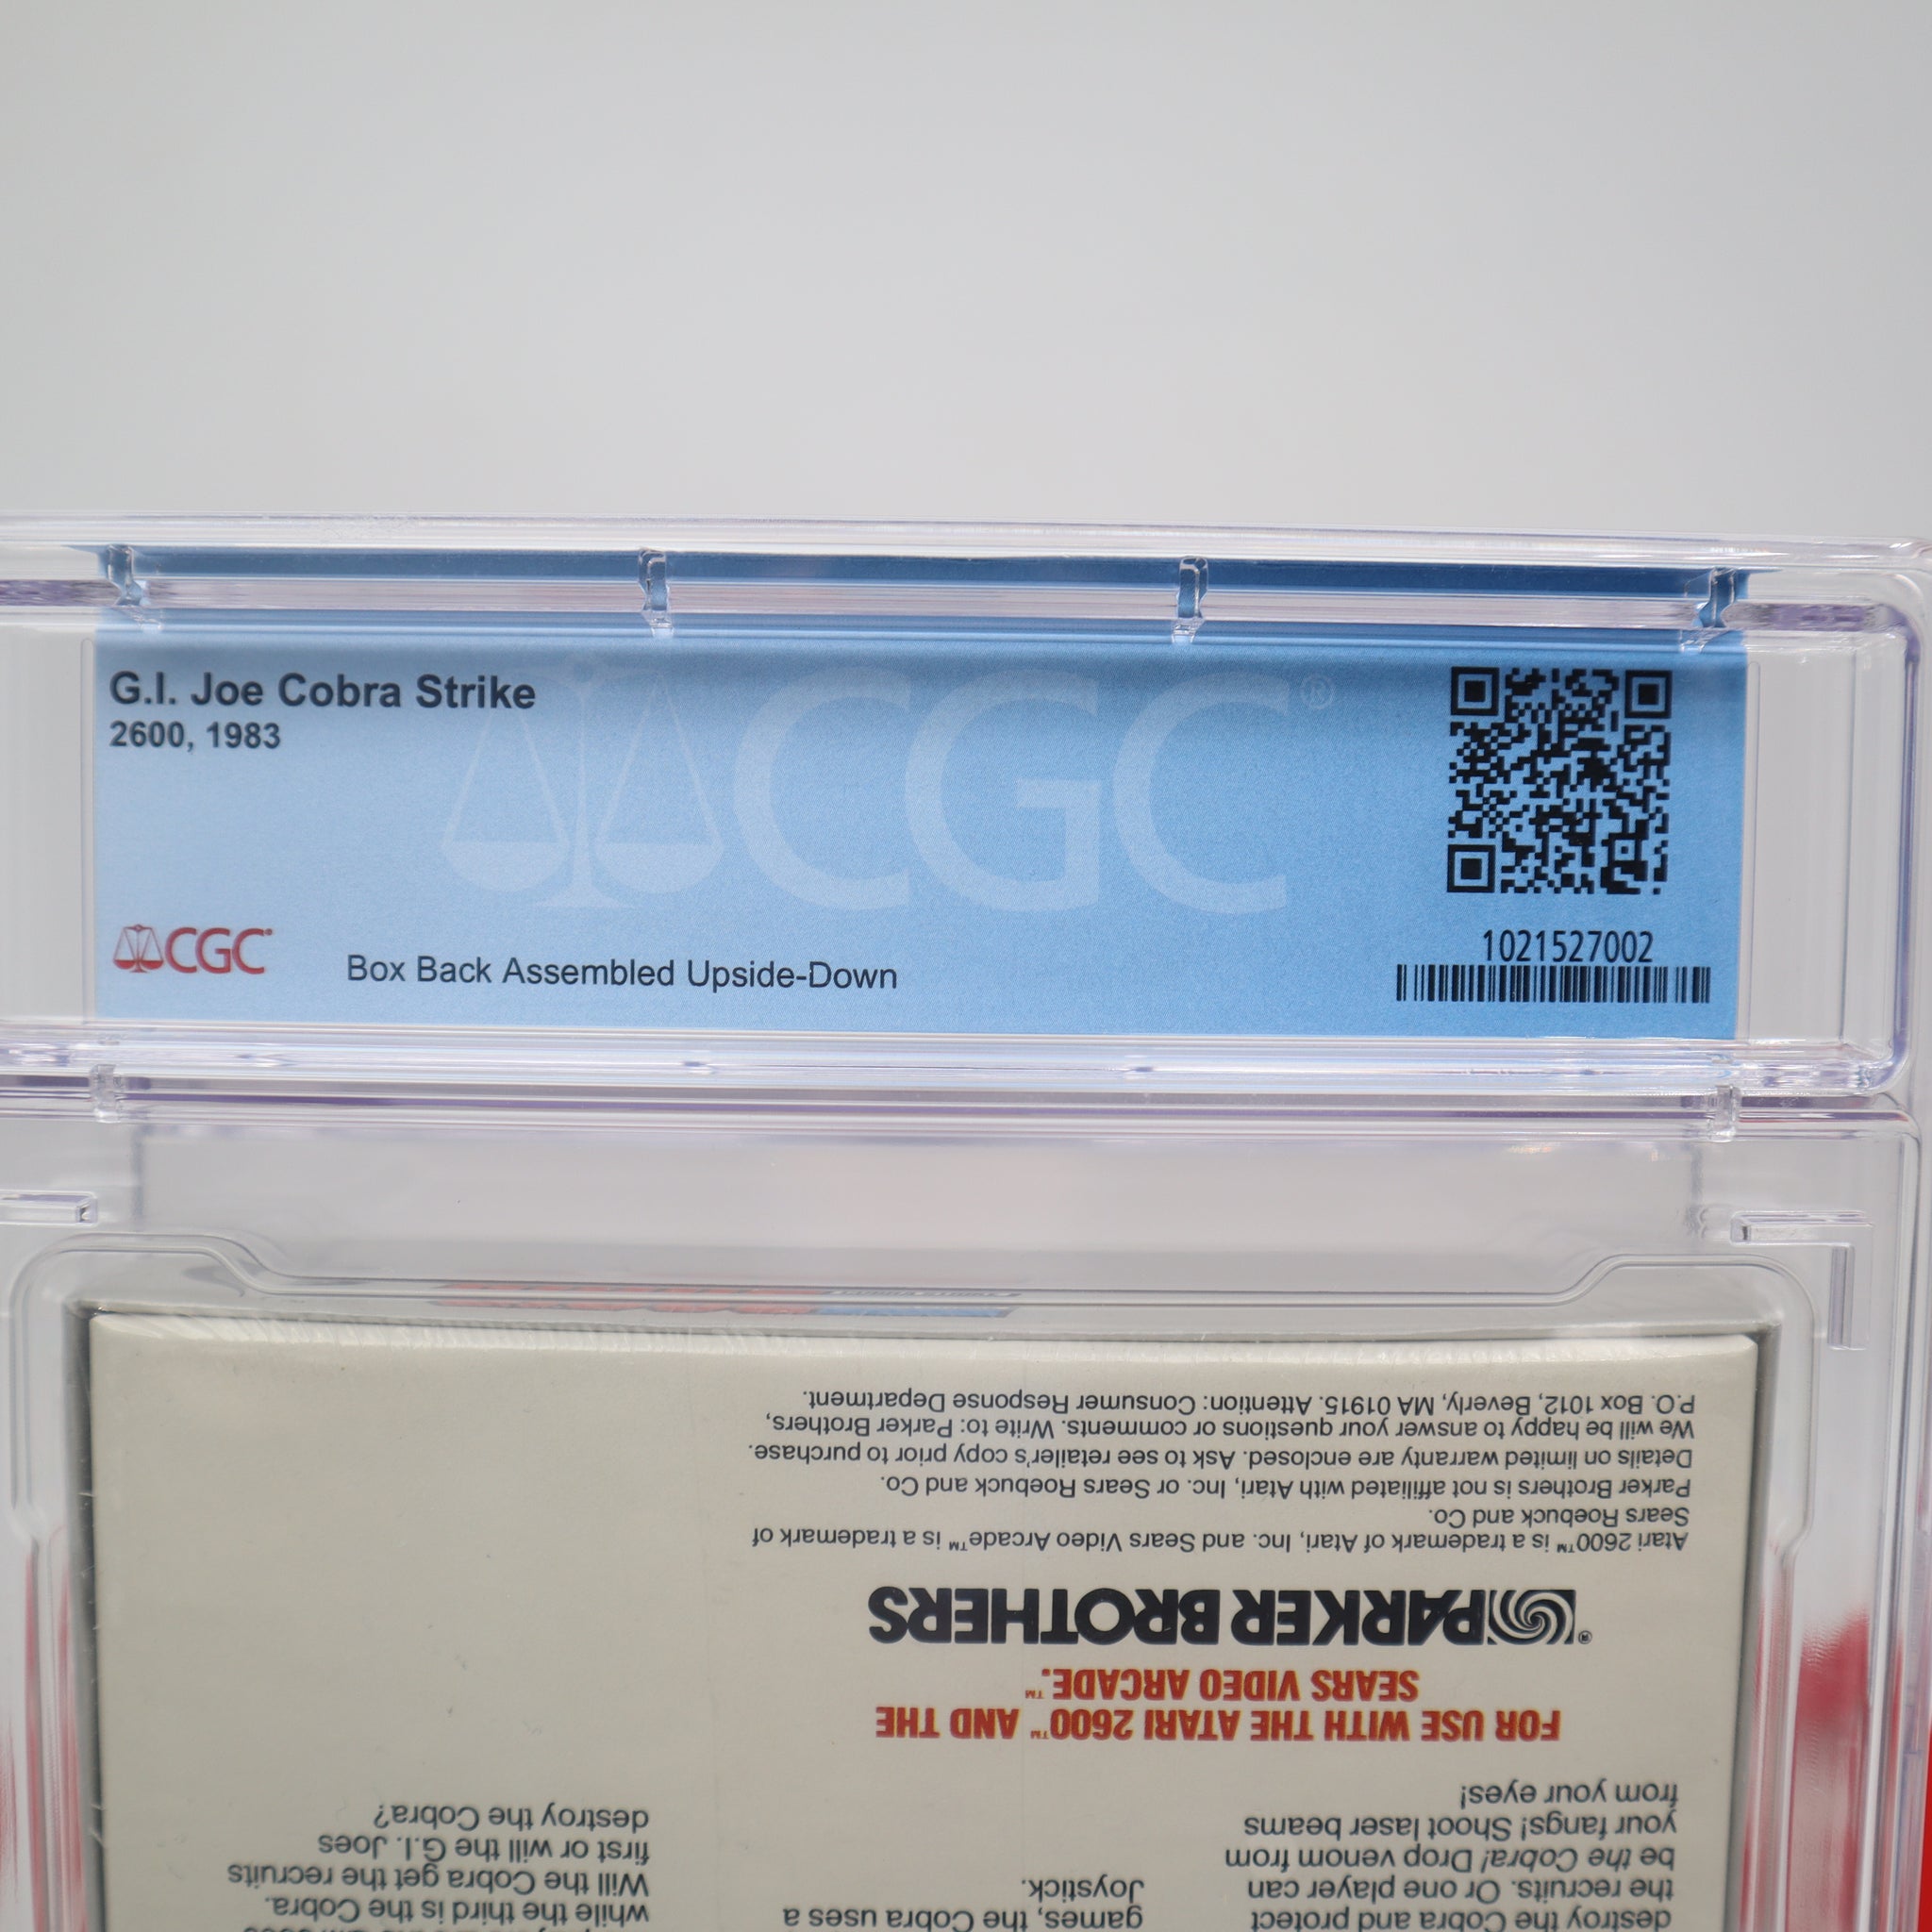 G.I. Joe Cobra Strike
2600, 1983
CGC®
CGC
Box Back Assembled Upside-Down
1021527002
destroy the Cobra and protect
the recruits. Or one player can
be the Cobra! Drop venom from
your fangs! Shoot laser beams
from your eyes!
games, the Cobra uses a
Joystick.
while the third is the Cobra.
Will the Cobra get the recruits
first or will the G.I. Joes
destroy the Cobra?
FOR USE WITH THE ATARI 2600™ AND THE
SEARS VIDEO ARCADE.™
PARKER BROTHERS
Atari 2600™ is a trademark of Atari, Inc. and Sears Video Arcade™ is a trademark of
Sears Roebuck and Co.
Parker Brothers is not affiliated with Atari, Inc. or Sears Roebuck and Co.
Details on limited warranty are enclosed. Ask to see retailer's copy prior to purchase.
We will be happy to answer your questions or comments. Write to: Parker Brothers,
P.O. Box 1012, Beverly, MA 01915. Attention: Consumer Response Department.